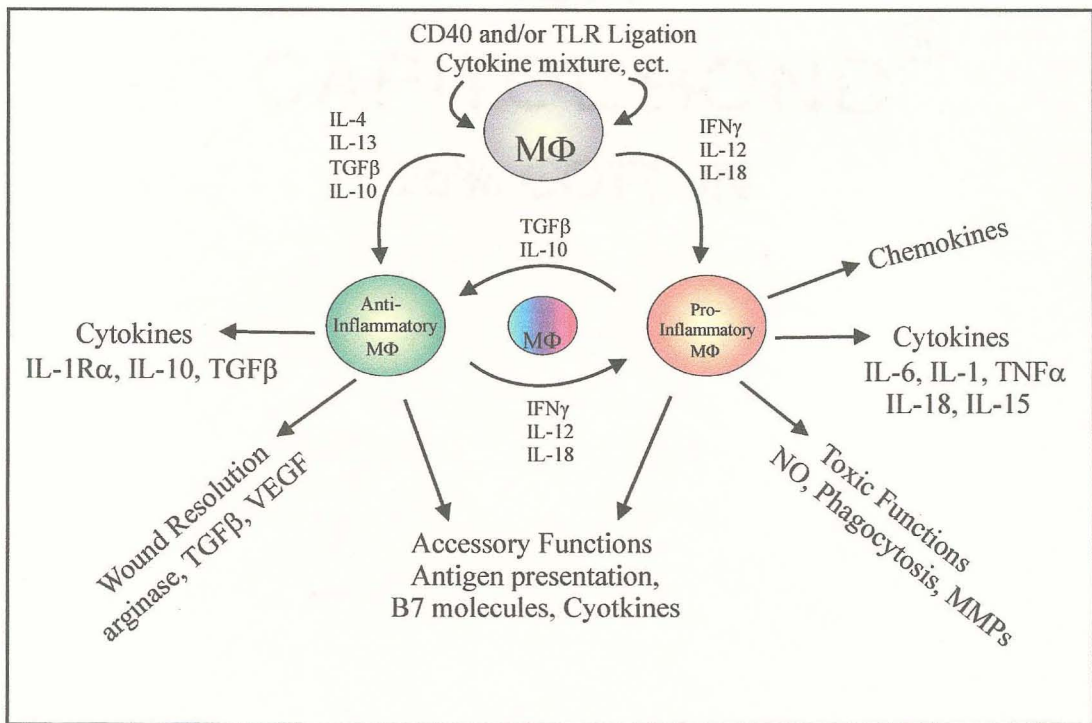 CD40 and/or TLR Ligation
Cytokine mixture, ect.
MΦ
IL-4
IL-13
TGFβ
IL-10
IFNγ
IL-12
IL-18
TGFβ
IL-10
Anti-
Inflammatory
MΦ
MΦ
Pro-
Inflammatory
MΦ
IFNγ
IL-12
IL-18
Chemokines
Cytokines
IL-1Rα, IL-10, TGFβ
Cytokines
IL-6, IL-1, TNFα
IL-18, IL-15
Wound Resolution
arginase, TGFβ, VEGF
Accessory Functions
Antigen presentation,
B7 molecules, Cyotkines
Toxic Functions
NO, Phagocytosis, MMPs